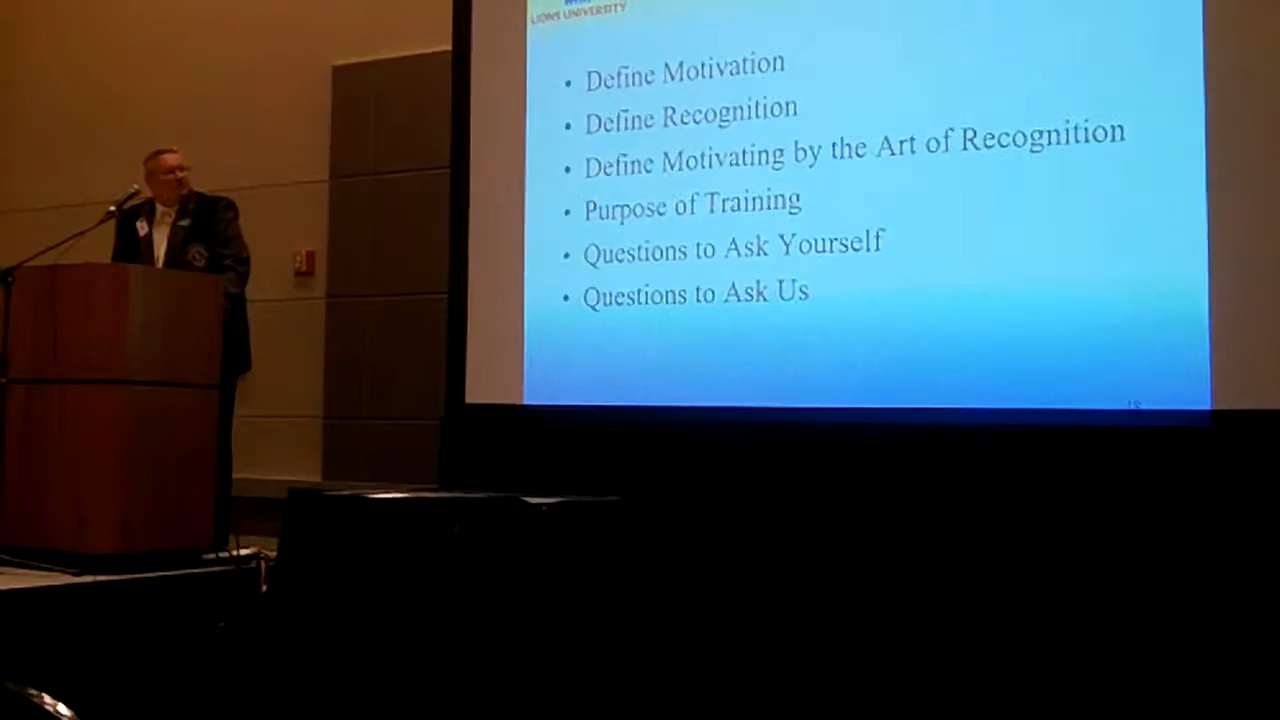 LIONS UNIVERSITY
• Define Motivation
• Define Recognition
• Define Motivating by the Art of Recognition
• Purpose of Training
• Questions to Ask Yourself
• Questions to Ask Us